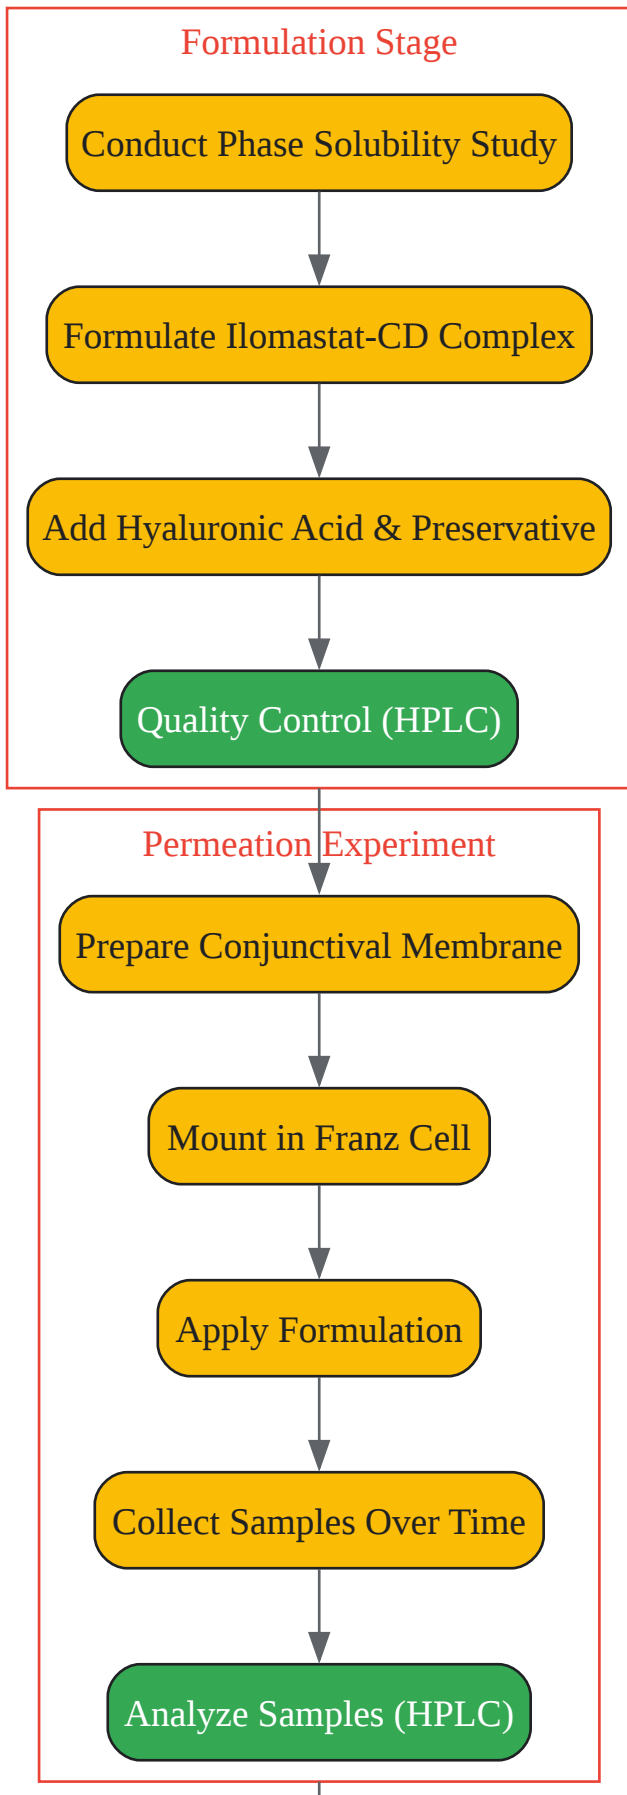 Formulation Stage
Conduct Phase Solubility Study
Formulate Ilomastat-CD Complex
Add Hyaluronic Acid & Preservative
Quality Control (HPLC)
Permeation Experiment
Prepare Conjunctival Membrane
Mount in Franz Cell
Apply Formulation
Collect Samples Over Time
Analyze Samples (HPLC)